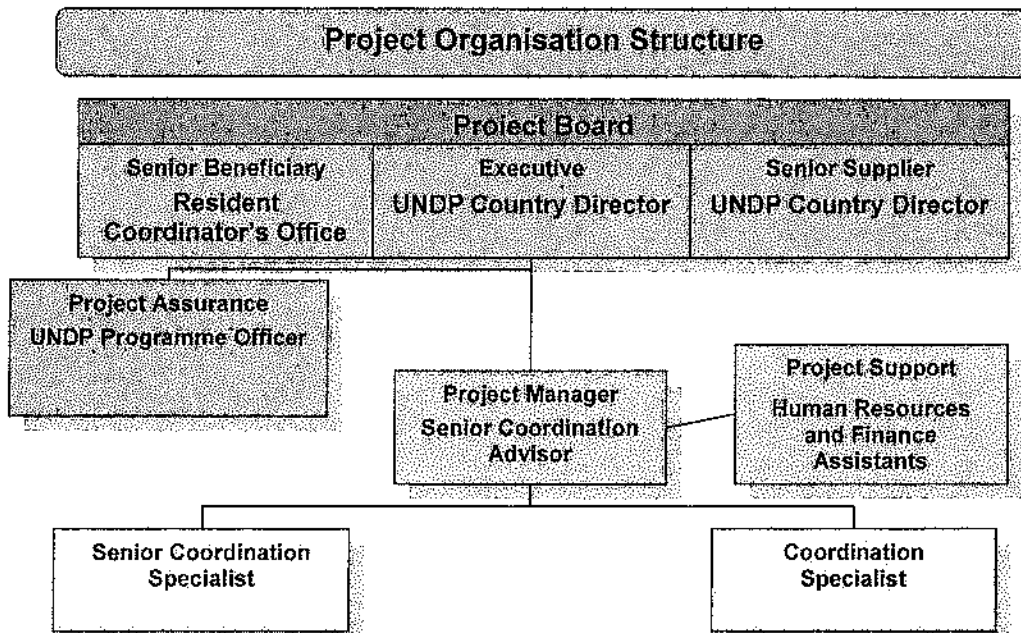 Project Organisation Structure
Project Board
Senior Beneficiary
Resident
Coordinator's Office
Executive
UNDP Country Director
Senior Supplier
UNDP Country Director
Project Assurance
UNDP Programme Officer
Project Manager
Senior Coordination
Advisor
Project Support
Human Resources
and Finance
Assistants
Senior Coordination
Specialist
Coordination
Specialist